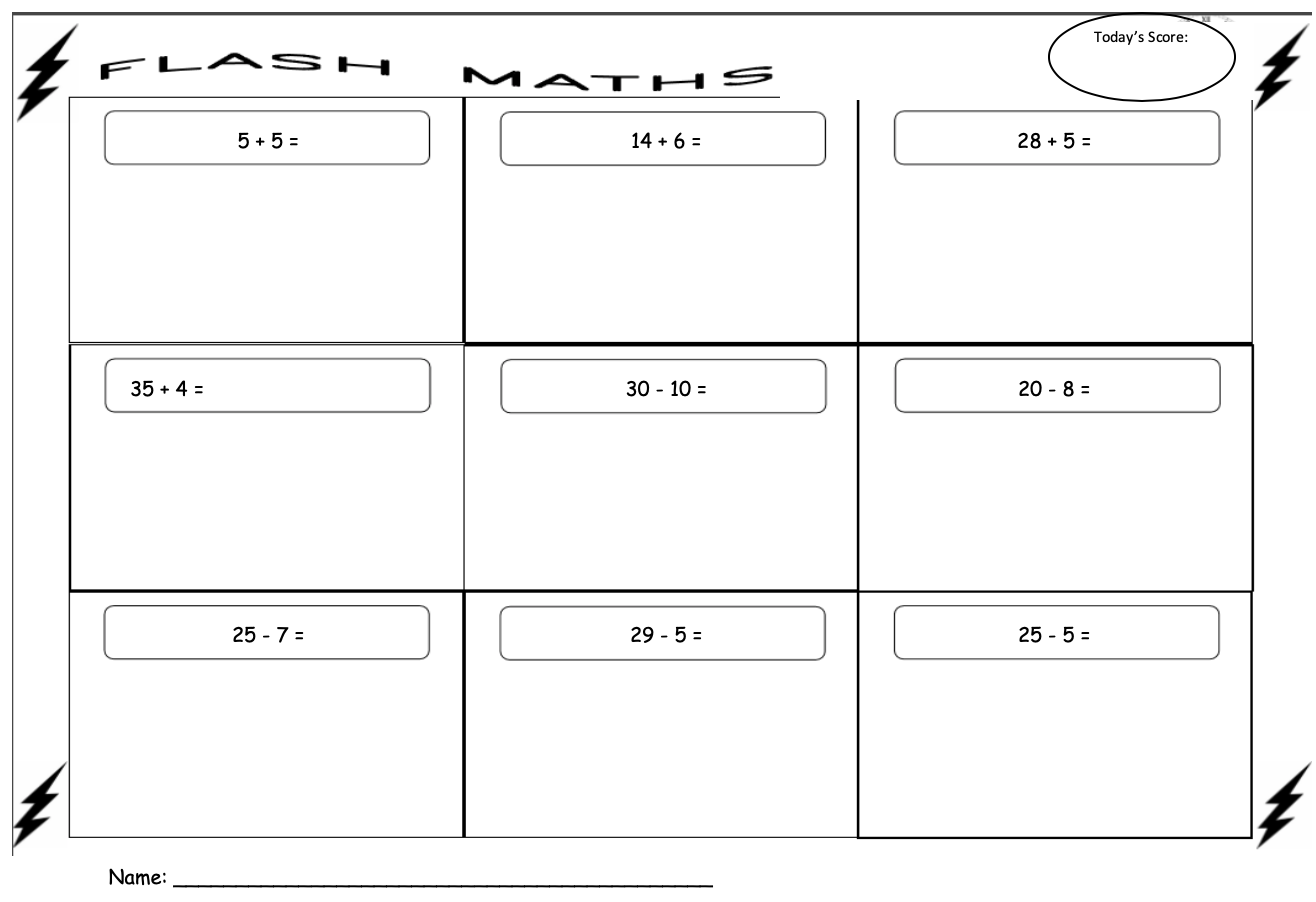 FLASH MATHS
Today's Score:
5 + 5 =
14 + 6 =
28 + 5 =
35 + 4 =
30 - 10 =
20 - 8 =
25 - 7 =
29 - 5 =
25 - 5 =
Name: ___________________________________________